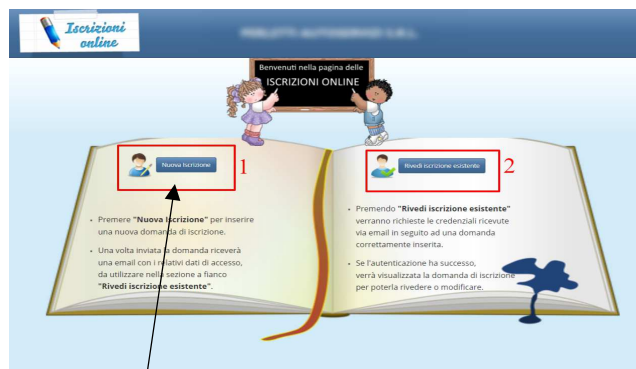 Iscrizioni
online
Benvenuti nella pagina delle
ISCRIZIONI ONLINE
Nuova Iscrizione
1
• Premere "Nuova Iscrizione" per inserire
una nuova domanda di iscrizione.
• Una volta inviata la domanda riceverà
una email con i relativi dati di accesso,
da utilizzare nella sezione a fianco
"Rivedi iscrizione esistente".
Rivedi iscrizione esistente
2
• Premendo "Rivedi iscrizione esistente"
verranno richieste le credenziali ricevute
via email in seguito ad una domanda
correttamente inserita.
• Se l'autenticazione ha successo,
verrà visualizzata la domanda di iscrizione
per poterla rivedere o modificare.